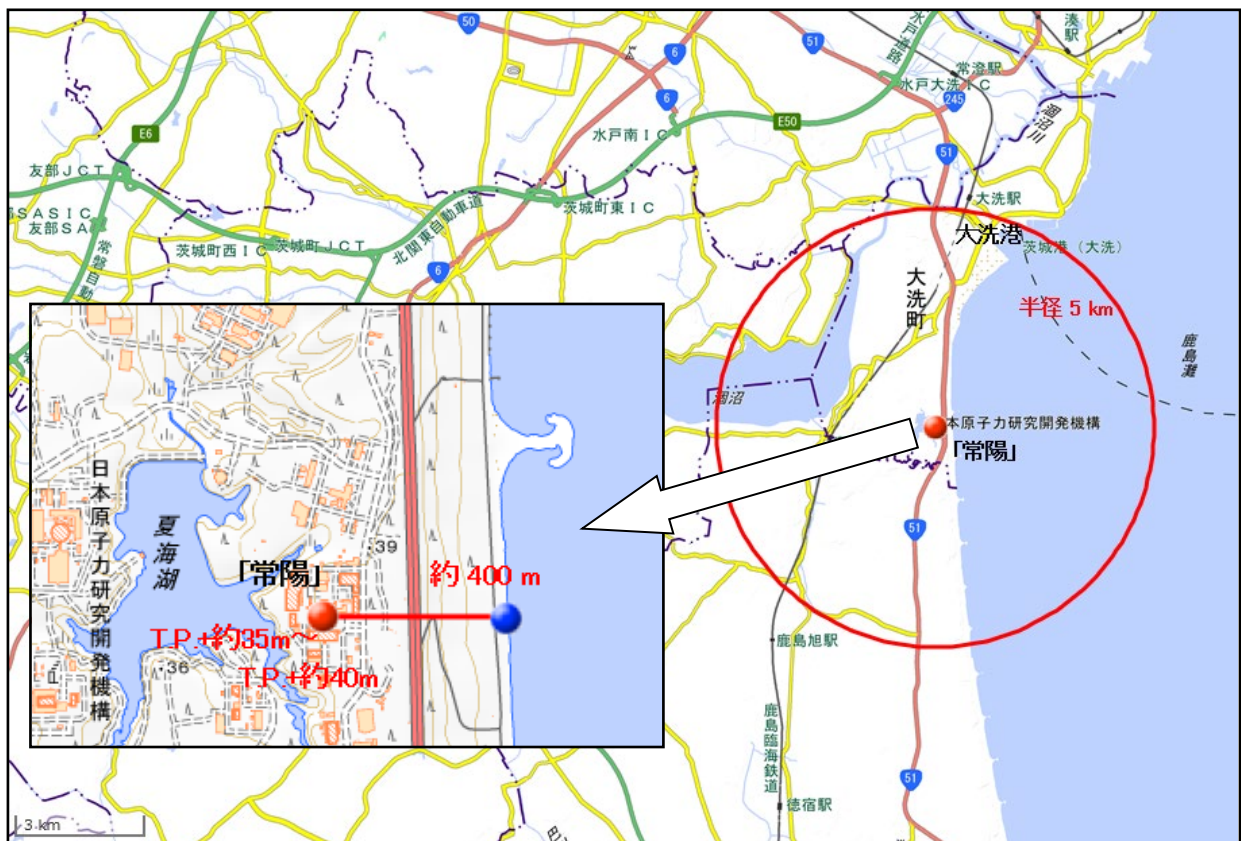 50
6
51
水戸道路
湊駅
常澄駅
水戸大洗IC
245
涸沼川
E6
6
水戸南IC
E50
51
友部JCT
大洗駅
SASIC
友部SA
茨城町東IC
茨城町西IC
茨城町JCT
北関東自動車道
常磐自動
6
大洗港
茨城港（大洗）
大洗町
半径 5 km
鹿島灘
涸沼
本原子力研究開発機構
「常陽」
日本原子力研究開発機構
夏海湖
・39
「常陽」
約 400 m
T.P.+約35m～
・36
T.P.+約40m
51
鹿島旭駅
鹿島臨海鉄道
51
徳宿駅
3 km